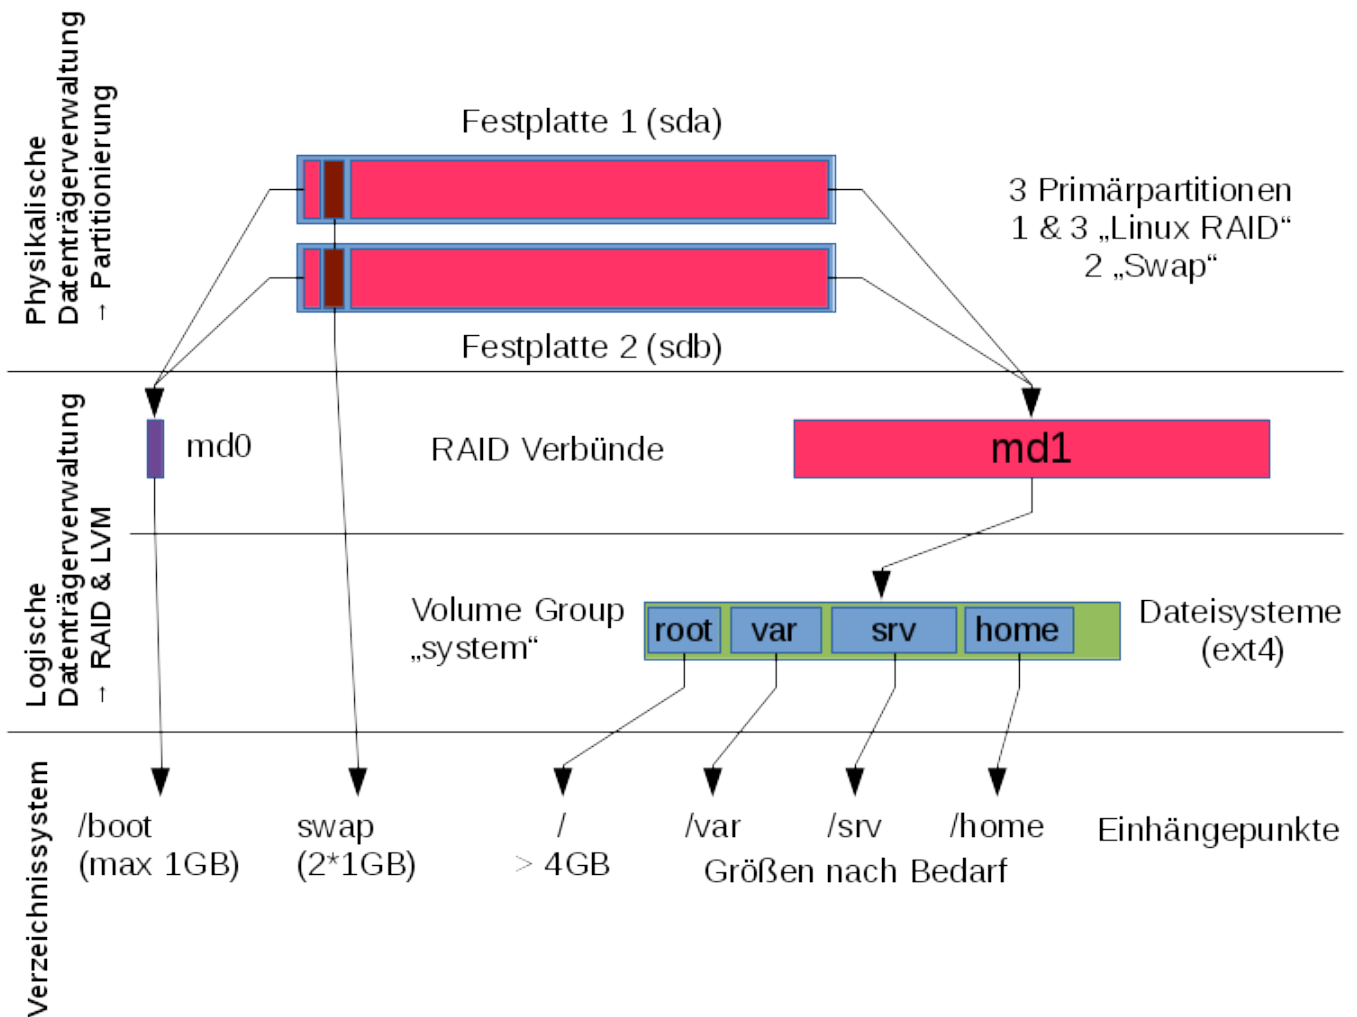 Physikalische
Datenträgerverwaltung
→ Partitionierung
Festplatte 1 (sda)
3 Primärpartitionen
1 & 3 „Linux RAID“
2 „Swap“
Festplatte 2 (sdb)
Logische
Datenträgerverwaltung
→ RAID & LVM
md0
RAID Verbünde
md1
Volume Group
„system“
root
var
srv
home
Dateisysteme
(ext4)
Verzeichnissystem
/boot
(max 1GB)
swap
(2*1GB)
/
> 4GB
/var
/srv
/home
Größen nach Bedarf
Einhängepunkte